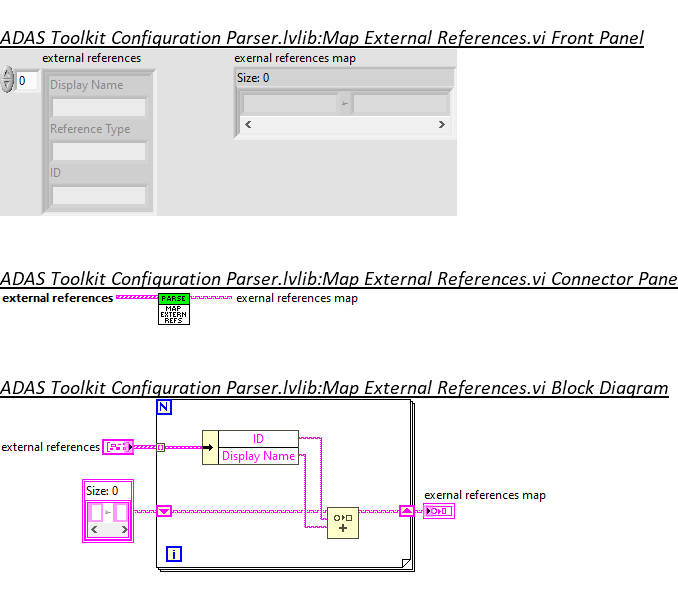 ADAS Toolkit Configuration Parser.lvlib:Map External References.vi Front Panel
external references
exernal references map
0
Display Name
Size: 0
Reference Type
ID
ADAS Toolkit Configuration Parser.lvlib:Map External References.vi Connector Pane
external references
PARSE
MAP
EXTERN
REFS
exernal references map
ADAS Toolkit Configuration Parser.lvlib:Map External References.vi Block Diagram
N
external references
ID
Display Name
Size: 0
exernal references map
i